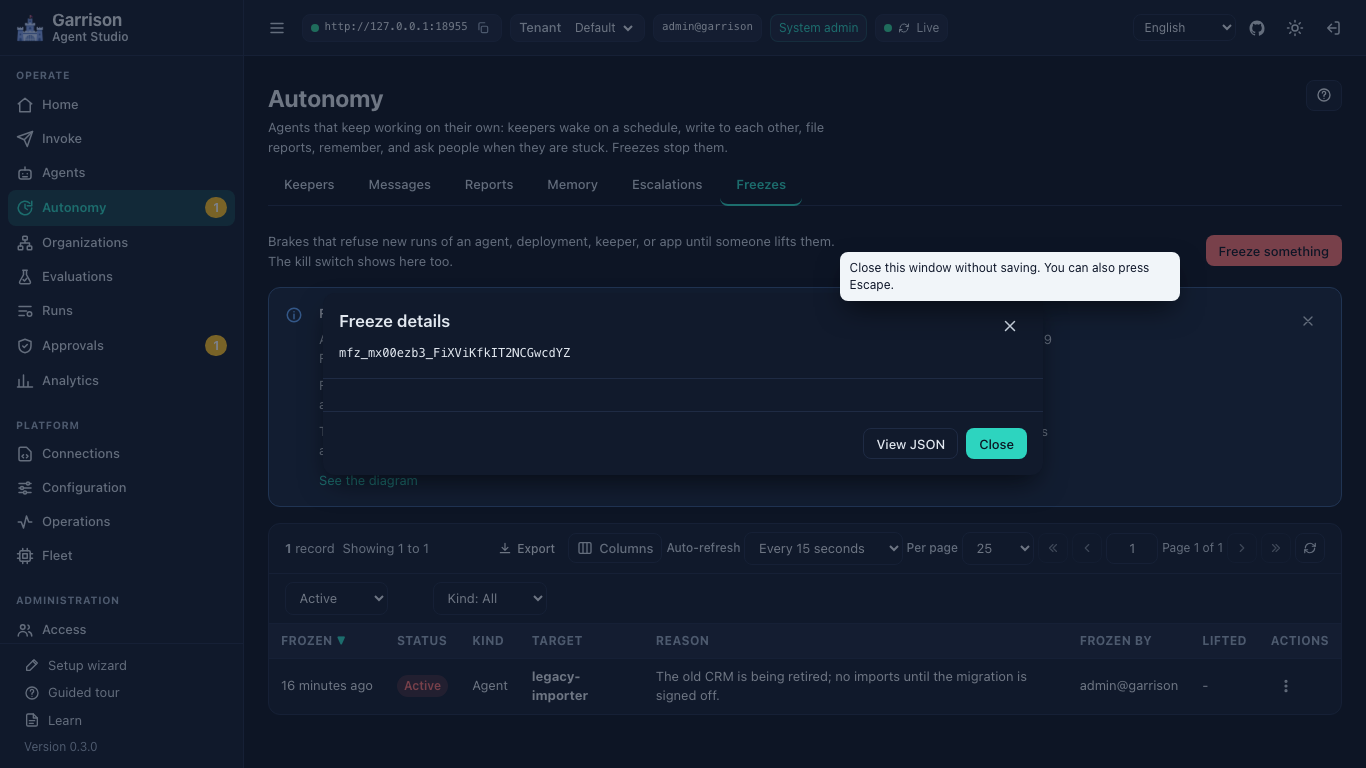 Garrison
Agent Studio
http://127.0.0.1:18955
Tenant Default
admin@garrison
System admin
Live
English
OPERATE
Home
Invoke
Agents
Autonomy 1
Organizations
Evaluations
Runs
Approvals 1
Analytics
PLATFORM
Connections
Configuration
Operations
Fleet
ADMINISTRATION
Access
Setup wizard
Guided tour
Learn
Version 0.3.0
Autonomy
Agents that keep working on their own: keepers wake on a schedule, write to each other, file
reports, remember, and ask people when they are stuck. Freezes stop them.
Keepers Messages Reports Memory Escalations Freezes
Brakes that refuse new runs of an agent, deployment, keeper, or app until someone lifts them.
The kill switch shows here too.
Freeze something
Close this window without saving. You can also press
Escape.
Freeze details
mfz_mx00ezb3_FiXViKfkIT2NCGwcdYZ
View JSON Close
See the diagram
1 record Showing 1 to 1
Export
Columns
Auto-refresh
Every 15 seconds
Per page
25
1
Page 1 of 1
Active
Kind: All
FROZEN ▼ STATUS KIND TARGET REASON FROZEN BY LIFTED ACTIONS
16 minutes ago Active Agent legacy-
importer
The old CRM is being retired; no imports until the migration is
signed off.
admin@garrison -